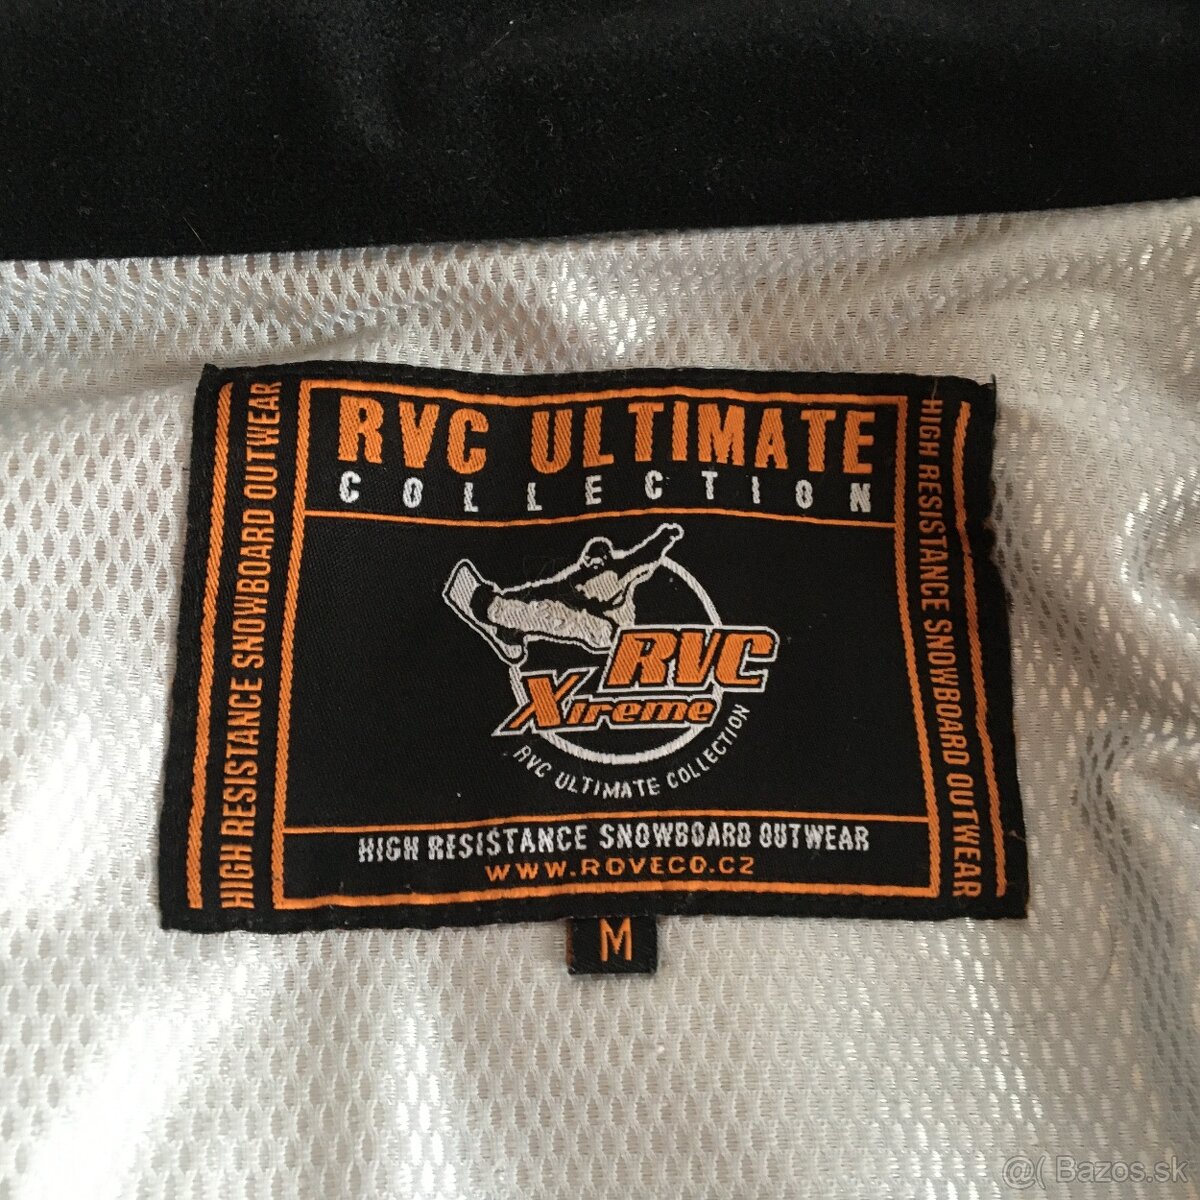 RVC ULTIMATE
COLLECTION
HIGH RESISTANCE SNOWBOARD OUTWEAR
HIGH RESISTANCE SNOWBOARD OUTWEAR
RVC
Xtreme
RVC ULTIMATE COLLECTION
HIGH RESISTANCE SNOWBOARD OUTWEAR
WWW.ROVECO.CZ
M
@( Bazos.sk